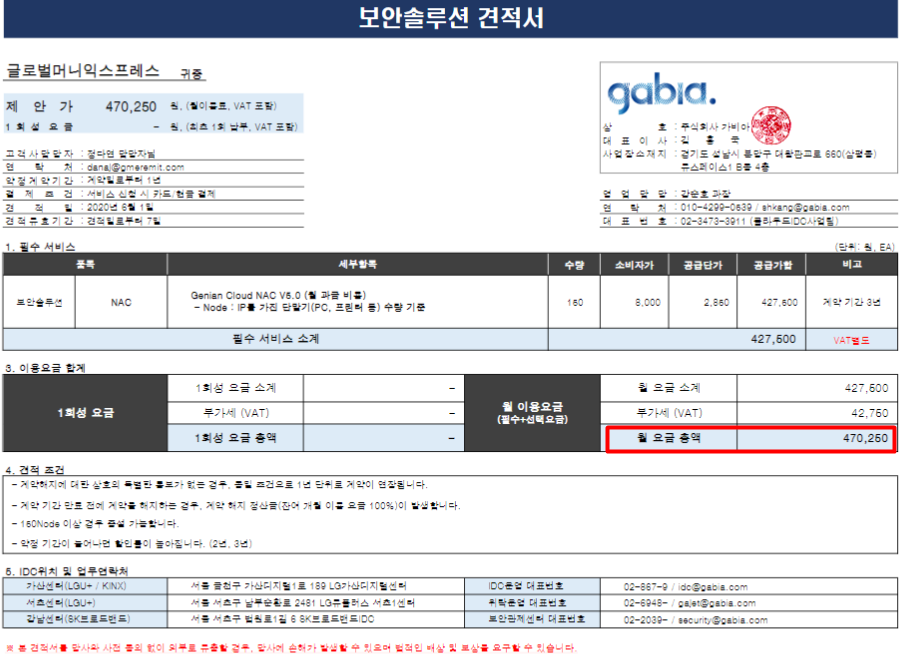 보안솔루션 견적서
글로벌머니익스프레스 귀중
gabia.
제 안 가 470,250 원, (월이용료, VAT 포함)
1 회 성 요 금 - 원, (최초 1회 납부, VAT 포함)
상 호 : 주식회사 가비아
대 표 이 사 : 김 홍 국
사업장소재지 : 경기도 성남시 분당구 대왕판교로 660(삼평동)
유스페이스1 B동 4층
고객사담당자 : 정다연 담당자님
연 락 처 : danaj@gmeremit.com
약정계약기간 : 계약일로부터 1년
결 제 조 건 : 서비스 신청 시 카드/현금 결제
견 적 일 : 2020년 6월 1일
견적유효기간 : 견적일로부터 7일
영 업 담 당 : 강순호 과장
연 락 처 : 010-4299-0639 / shkang@gabia.com
대 표 번 호 : 02-3473-3911 (클라우드IDC사업팀)
1. 필수 서비스 (단위: 원, EA)
품목 세부항목 수량 소비자가 공급단가 공급가합 비고
보안솔루션 NAC Genian Cloud NAC V5.0 (월 과금 비용)
- Node : IP를 가진 단말기(PC, 프린터 등) 수량 기준
150 8,000 2,850 427,500 계약 기간 3년
필수 서비스 소계 427,500 VAT별도
3. 이용요금 합계
1회성 요금 1회성 요금 소계 - 월 이용요금 (필수+선택요금) 월 요금 소계 427,500
부가세 (VAT) - 부가세 (VAT) 42,750
1회성 요금 총액 - 월 요금 총액 470,250
4. 견적 조건
- 계약해지에 대한 상호의 특별한 통보가 없는 경우, 동일 조건으로 1년 단위로 계약이 연장됩니다.
- 계약 기간 만료 전에 계약을 해지하는 경우, 계약 해지 정산금(잔여 개월 이용 요금 100%)이 발생합니다.
- 150Node 이상 경우 증설 가능합니다.
- 약정 기간이 늘어나면 할인률이 높아집니다. (2년, 3년)
5. IDC위치 및 업무연락처
가산센터(LGU+ / KINX) 서울 금천구 가산디지털1로 189 LG가산디지털센터 IDC운영 대표번호 02-867-9 / idc@gabia.com
서초센터(LGU+) 서울 서초구 남부순환로 2481 LG유플러스 서초1센터 위탁운영 대표번호 02-6948- / gajet@gabia.com
강남센터(SK브로드밴드) 서울 서초구 법원로1길 6 SK브로드밴드IDC 보안관제센터 대표번호 02-2039- / security@gabia.com
※ 본 견적서를 당사와 사전 동의 없이 외부로 유출할 경우, 당사에 손해가 발생할 수 있으며 법적인 배상 및 보상을 요구할 수 있습니다.